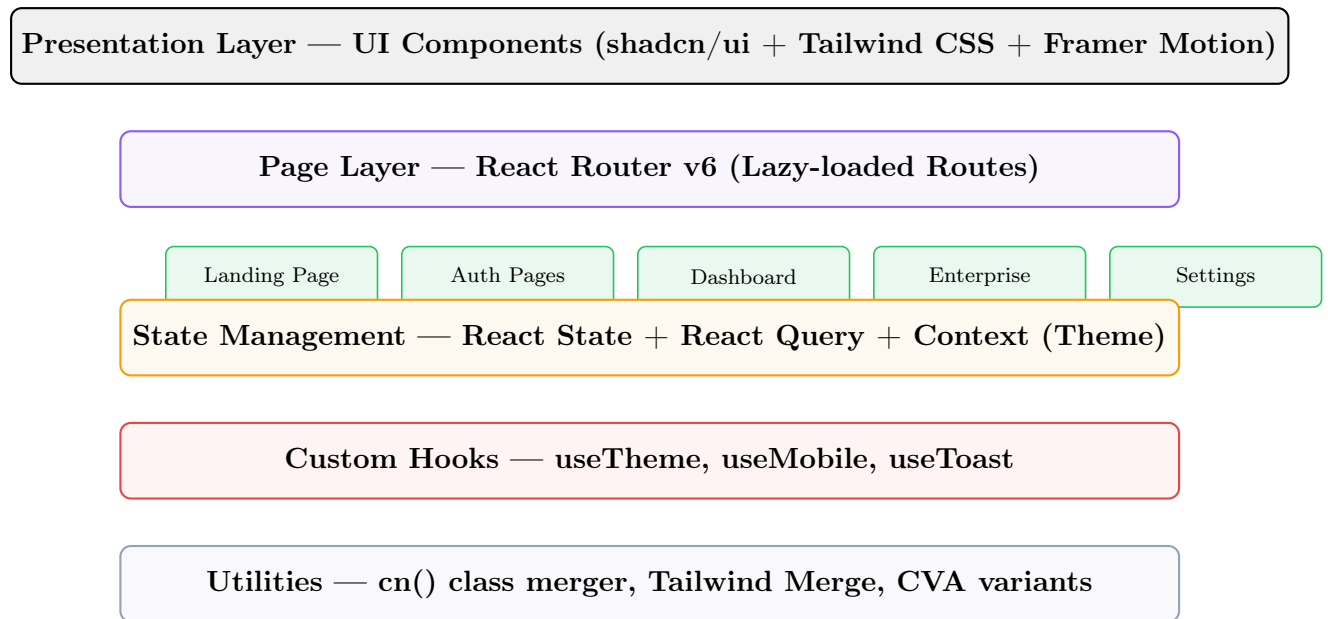 Presentation Layer — UI Components (shadcn/ui + Tailwind CSS + Framer Motion)
Page Layer — React Router v6 (Lazy-loaded Routes)
Landing Page
Auth Pages
Dashboard
Enterprise
Settings
State Management — React State + React Query + Context (Theme)
Custom Hooks — useTheme, useMobile, useToast
Utilities — cn() class merger, Tailwind Merge, CVA variants